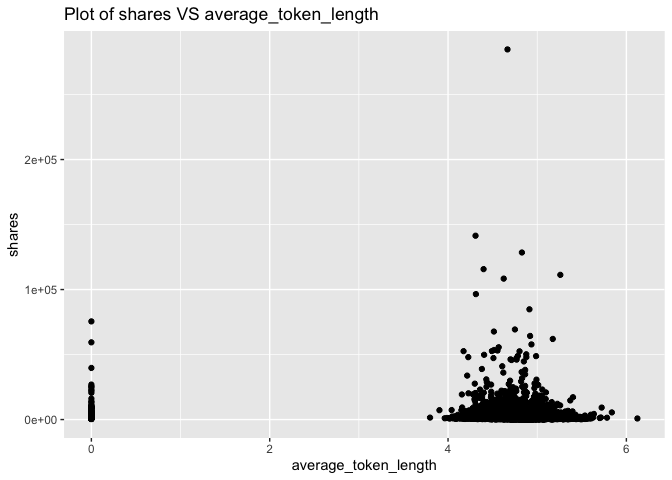 Plot of shares VS average_token_length
shares
2e+05
1e+05
0e+00
0 2 4 6
average_token_length